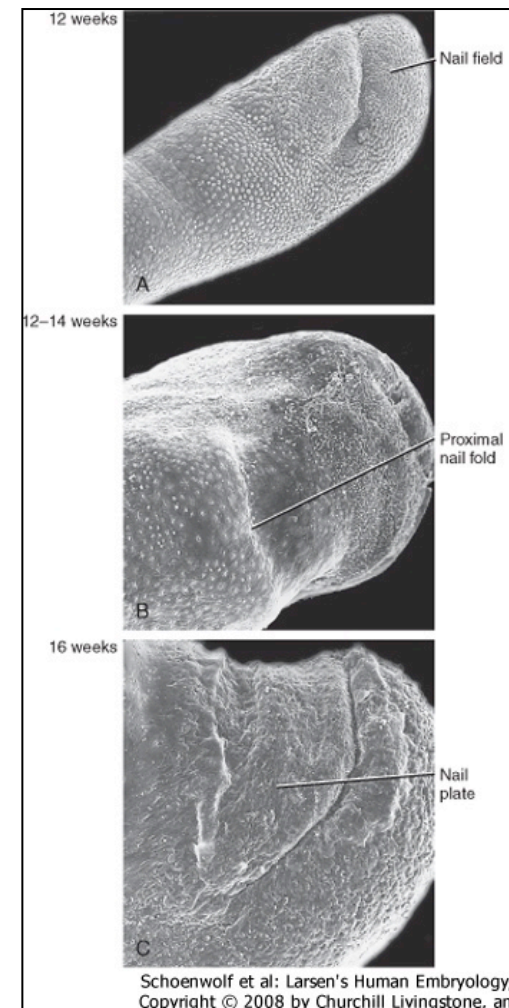 12 weeks
Nail field
A
12–14 weeks
Proximal
nail fold
B
16 weeks
Nail
plate
C
Schoenwolf et al: Larsen's Human Embryology,
Copyright © 2008 by Churchill Livingstone, an